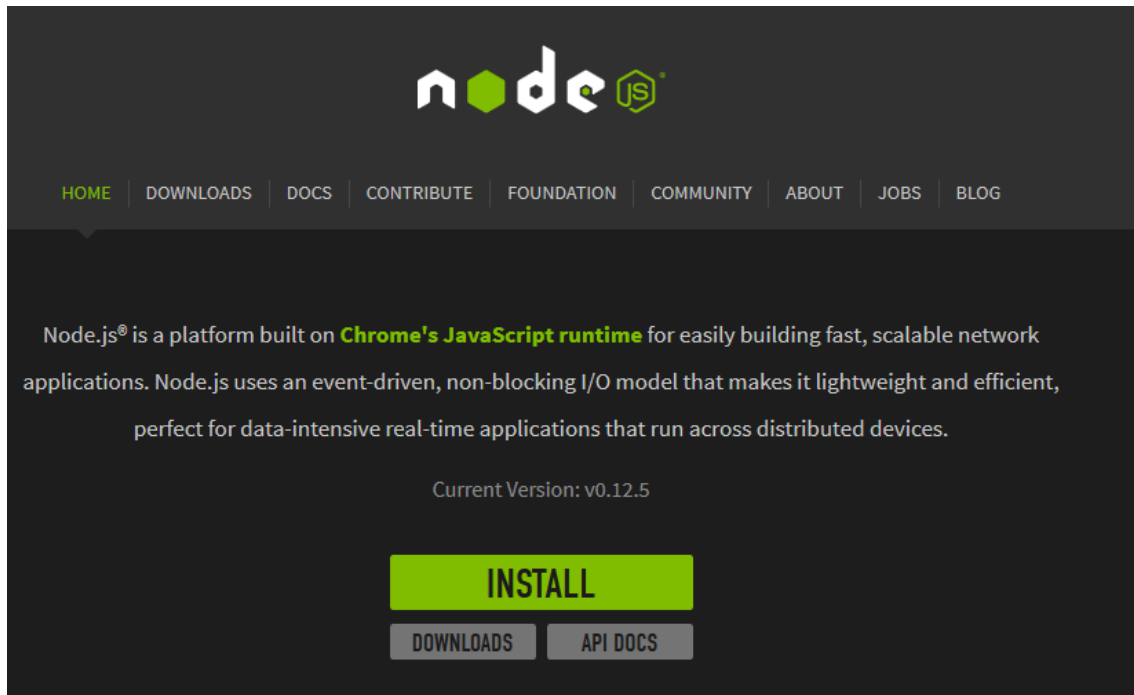 node JS®
HOME DOWNLOADS DOCS CONTRIBUTE FOUNDATION COMMUNITY ABOUT JOBS BLOG
Node.js® is a platform built on Chrome's JavaScript runtime for easily building fast, scalable network
applications. Node.js uses an event-driven, non-blocking I/O model that makes it lightweight and efficient,
perfect for data-intensive real-time applications that run across distributed devices.
Current Version: v0.12.5
INSTALL
DOWNLOADS API DOCS